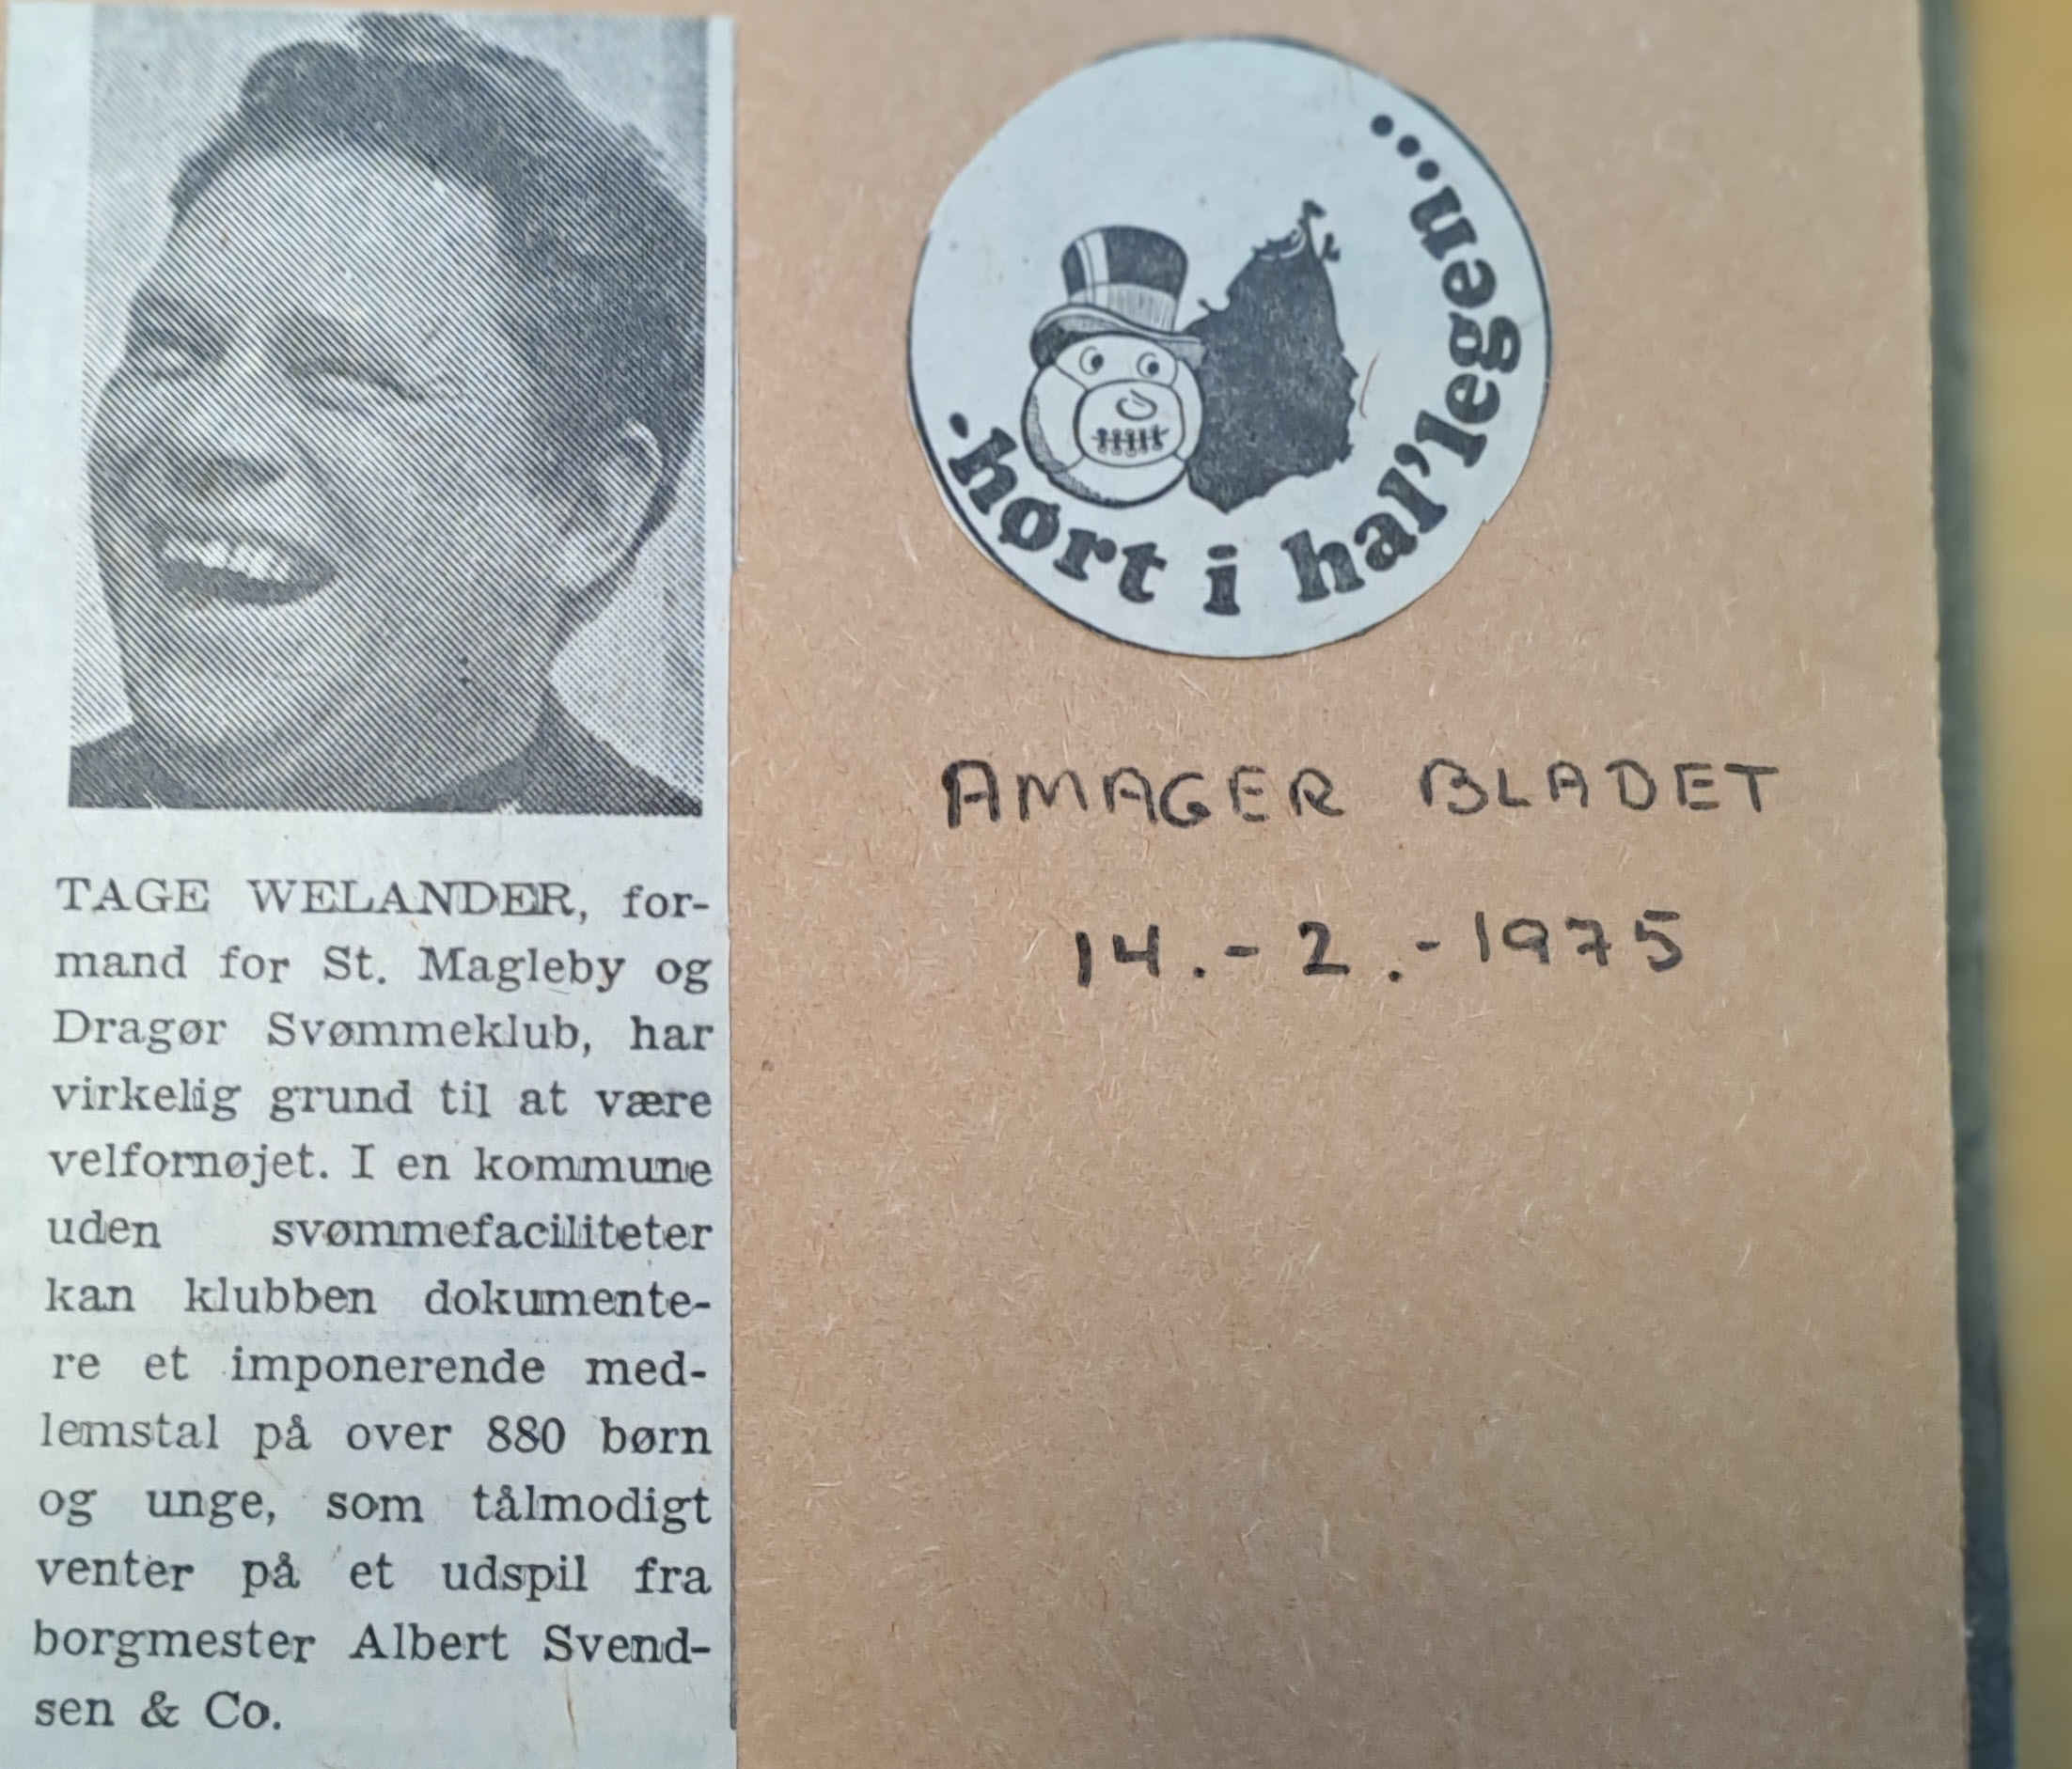 TAGE WELANDER, for-
mand for St. Magleby og
Dragør Svømmeklub, har
virkelig grund til at være
velfornøjet. I en kommune
uden svømmefaciliteter
kan klubben dokumente-
re et imponerende med-
lemstal på over 880 børn
og unge, som tålmodigt
venter på et udspil fra
borgmester Albert Svend-
sen & Co.
·hørt i hal'legen...
AMAGER BLADET
14.-2.-1975